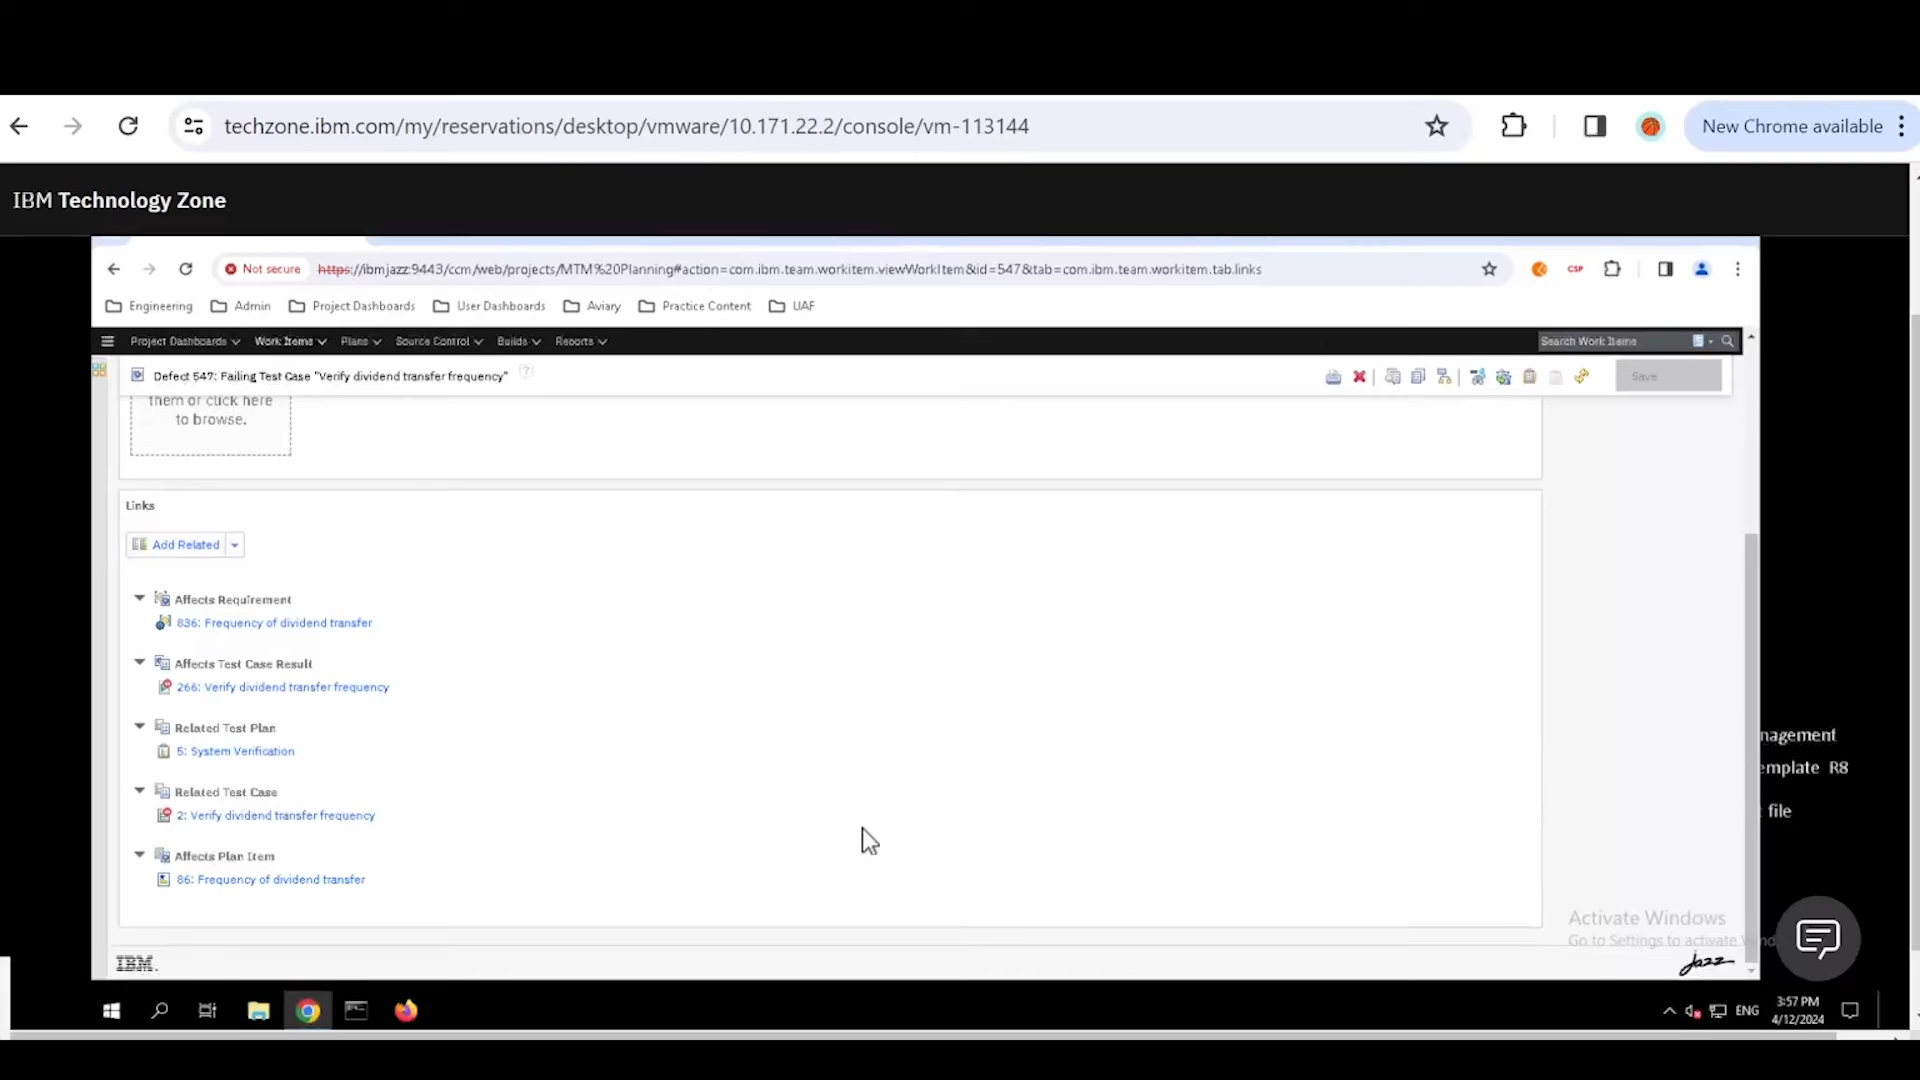 techzone.ibm.com/my/reservations/desktop/vmware/10.171.22.2/console/vm-113144
New Chrome available
IBM Technology Zone
Not secure
https://ibmjazz:9443/ccm/web/projects/MTM%20Planning#action=com.ibm.team.workitem.viewWorkItem&id=547&tab=com.ibm.team.workitem.tab.links
CSP
Engineering
Admin
Project Dashboards
User Dashboards
Aviary
Practice Content
UAF
Project Dashboards
Work Items
Plans
Source Control
Builds
Reports
Search Work Items
Defect 547: Failing Test Case "Verify dividend transfer frequency"
?
Save
them or click here
to browse.
Links
Add Related
Affects Requirement
836: Frequency of dividend transfer
Affects Test Case Result
266: Verify dividend transfer frequency
Related Test Plan
5: System Verification
Related Test Case
2: Verify dividend transfer frequency
Affects Plan Item
86: Frequency of dividend transfer
nagement
emplate R8
file
Activate Windows
Go to Settings to activate Wind
IBM.
Jazz
ENG
3:57 PM
4/12/2024